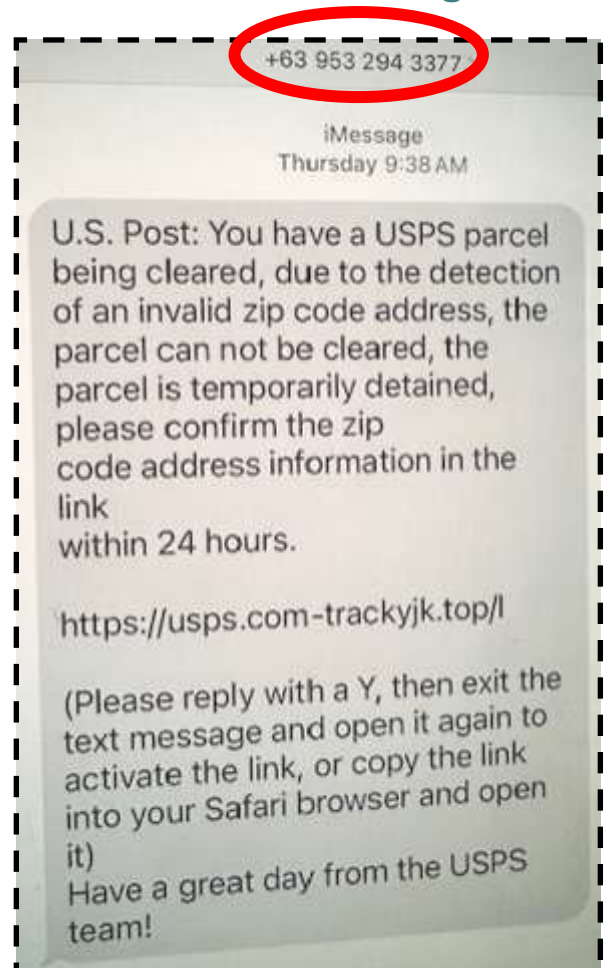 +63 953 294 3377
iMessage
Thursday 9:38 AM
U.S. Post: You have a USPS parcel
being cleared, due to the detection
of an invalid zip code address, the
parcel can not be cleared, the
parcel is temporarily detained,
please confirm the zip
code address information in the
link
within 24 hours.
https://usps.com-trackyjk.top/l
(Please reply with a Y, then exit the
text message and open it again to
activate the link, or copy the link
into your Safari browser and open
it)
Have a great day from the USPS
team!